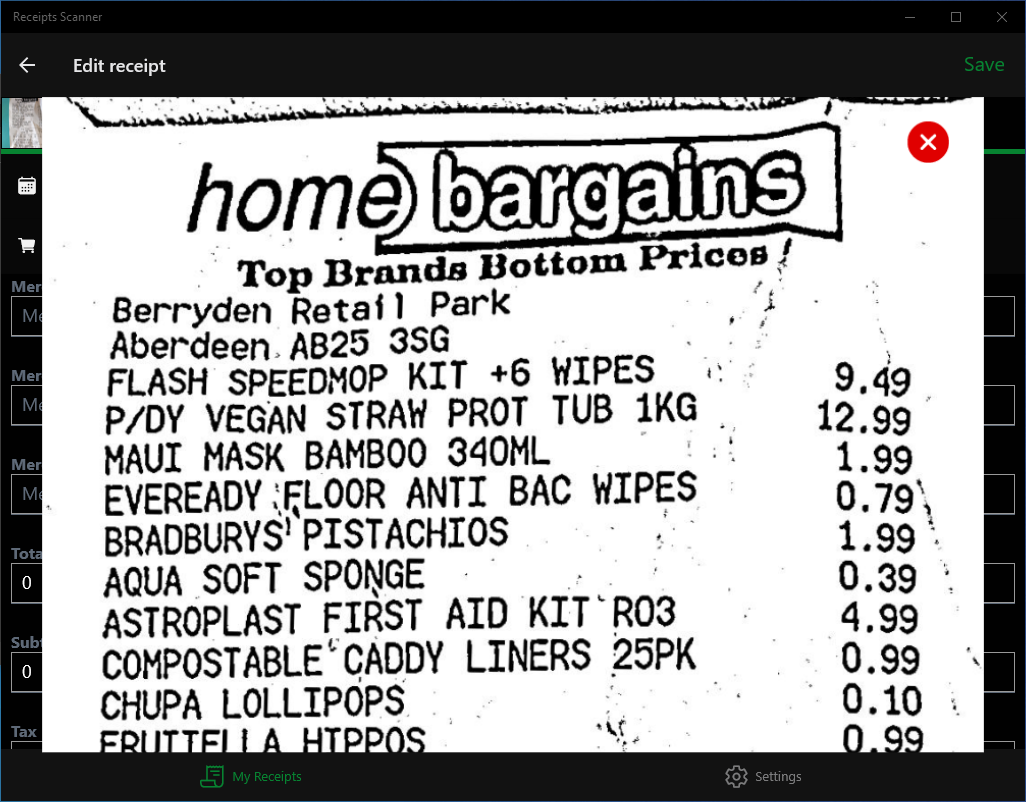 Receipts Scanner
Edit receipt
Save
home bargains
Top Brands Bottom Prices
Berryden Retail Park
Aberdeen AB25 3SG
FLASH SPEEDMOP KIT +6 WIPES 9.49
P/DY VEGAN STRAW PROT TUB 1KG 12.99
MAUI MASK BAMBOO 340ML 1.99
EVEREADY FLOOR ANTI BAC WIPES 0.79
BRADBURYS PISTACHIOS 1.99
AQUA SOFT SPONGE 0.39
ASTROPLAST FIRST AID KIT R03 4.99
COMPOSTABLE CADDY LINERS 25PK 0.99
CHUPA LOLLIPOPS 0.10
FRUITELLA HIPPOS 0.99
Mer
Me
Mer
Me
Mer
Me
Tota
0
Subt
0
Tax
My Receipts
Settings